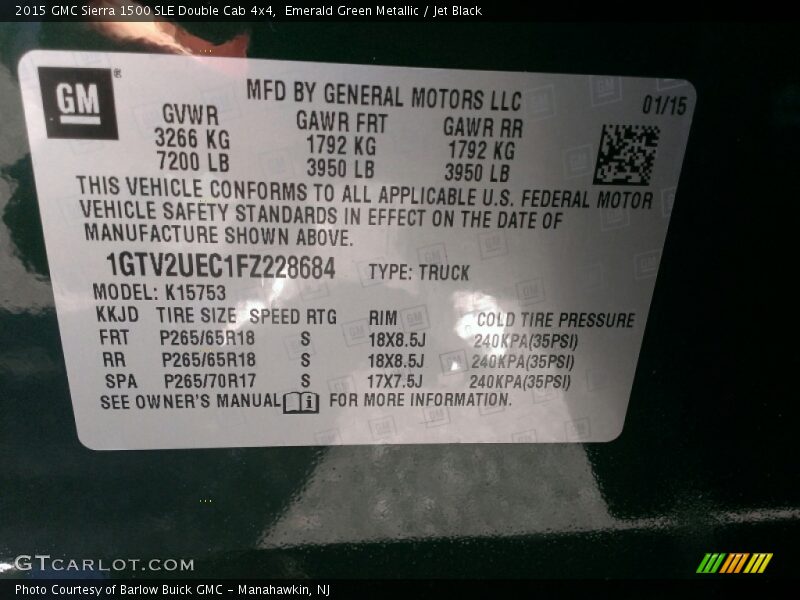 2015 GMC Sierra 1500 SLE Double Cab 4x4,  Emerald Green Metallic / Jet Black
GM ®
MFD BY GENERAL MOTORS LLC
01/15
GVWR GAWR FRT GAWR RR
3266 KG 1792 KG 1792 KG
7200 LB 3950 LB 3950 LB
THIS VEHICLE CONFORMS TO ALL APPLICABLE U.S. FEDERAL MOTOR
VEHICLE SAFETY STANDARDS IN EFFECT ON THE DATE OF
MANUFACTURE SHOWN ABOVE.
1GTV2UEC1FZ228684 TYPE: TRUCK
MODEL: K15753
KKJD TIRE SIZE SPEED RTG RIM COLD TIRE PRESSURE
FRT P265/65R18 S 18X8.5J 240KPA(35PSI)
RR P265/65R18 S 18X8.5J 240KPA(35PSI)
SPA P265/70R17 S 17X7.5J 240KPA(35PSI)
SEE OWNER'S MANUAL FOR MORE INFORMATION.
GTCARLOT.COM
Photo Courtesy of Barlow Buick GMC - Manahawkin, NJ